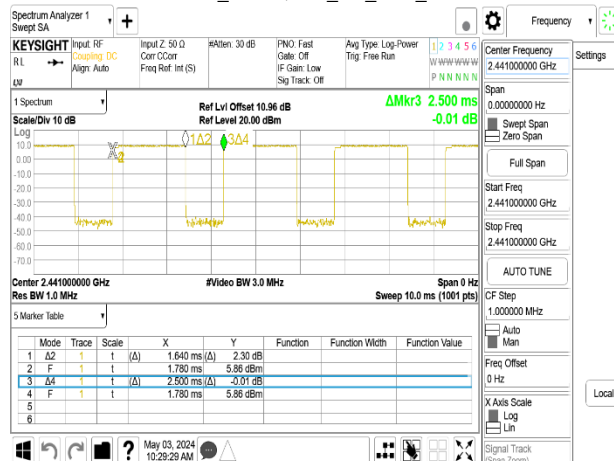 Spectrum Analyzer 1
Swept SA
+
Frequency
Settings
KEYSIGHT
RL
Input: RF
Coupling: DC
Align: Auto
Input Z: 50 Ω
Corr CCorr
Freq Ref: Int (S)
#Atten: 30 dB
PNO: Fast
Gate: Off
IF Gain: Low
Sig Track: Off
Avg Type: Log-Power
Trig: Free Run
1 2 3 4 5 6
W W W W W W
P N N N N N
1 Spectrum
Scale/Div 10 dB
Ref Lvl Offset 10.96 dB
Ref Level 20.00 dBm
ΔMkr3 2.500 ms
-0.01 dB
Log
10.0
0.00
-10.0
-20.0
-30.0
-40.0
-50.0
-60.0
-70.0
1Δ2
3Δ4
Center 2.441000000 GHz
Res BW 1.0 MHz
#Video BW 3.0 MHz
Span 0 Hz
Sweep 10.0 ms (1001 pts)
5 Marker Table
Mode Trace Scale X Y Function Function Width Function Value
1 Δ2 1 t (Δ) 1.640 ms (Δ) 2.30 dB
2 F 1 t 1.780 ms 5.86 dBm
3 Δ4 1 t (Δ) 2.500 ms (Δ) -0.01 dB
4 F 1 t 1.780 ms 5.86 dBm
5
6
May 03, 2024
10:29:29 AM
Center Frequency
2.441000000 GHz
Span
0.00000000 Hz
Swept Span
Zero Span
Full Span
Start Freq
2.441000000 GHz
Stop Freq
2.441000000 GHz
AUTO TUNE
CF Step
1.000000 MHz
Auto
Man
Freq Offset
0 Hz
X Axis Scale
Log
Lin
Signal Track
(Span Zoom)
Local